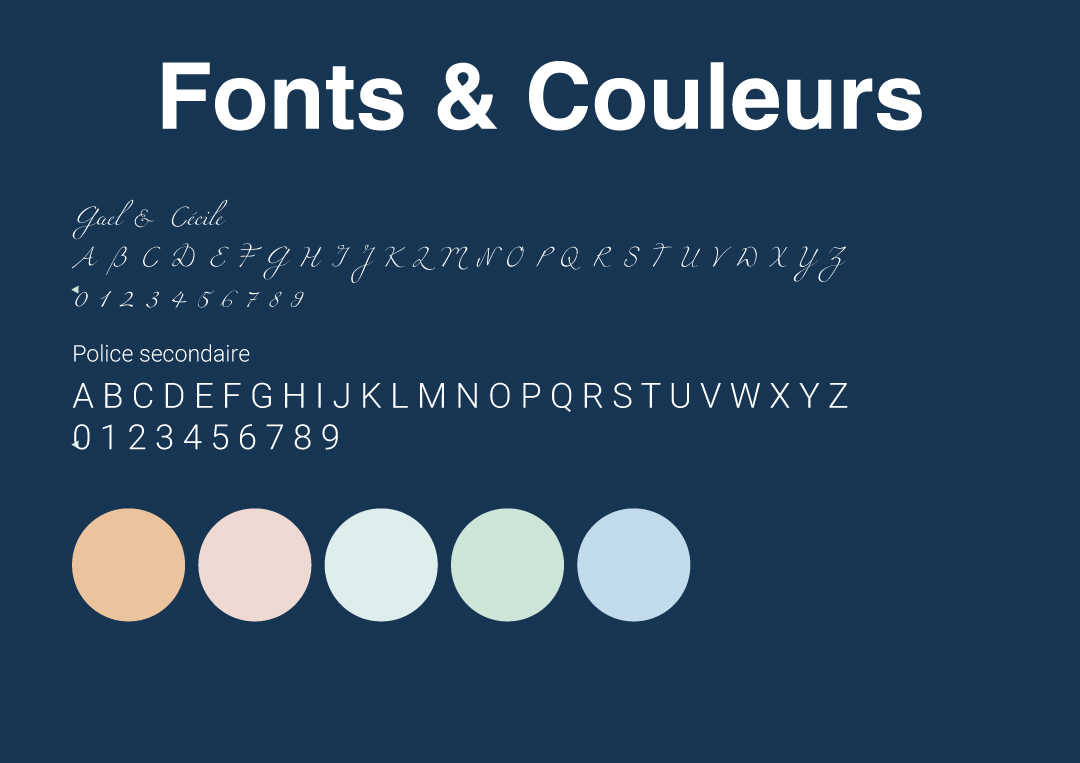 Fonts & Couleurs
Gael & Cécile
A B C D E F G H I J K L M N O P Q R S T U V W X Y Z
0 1 2 3 4 5 6 7 8 9
Police secondaire
A B C D E F G H I J K L M N O P Q R S T U V W X Y Z
0 1 2 3 4 5 6 7 8 9